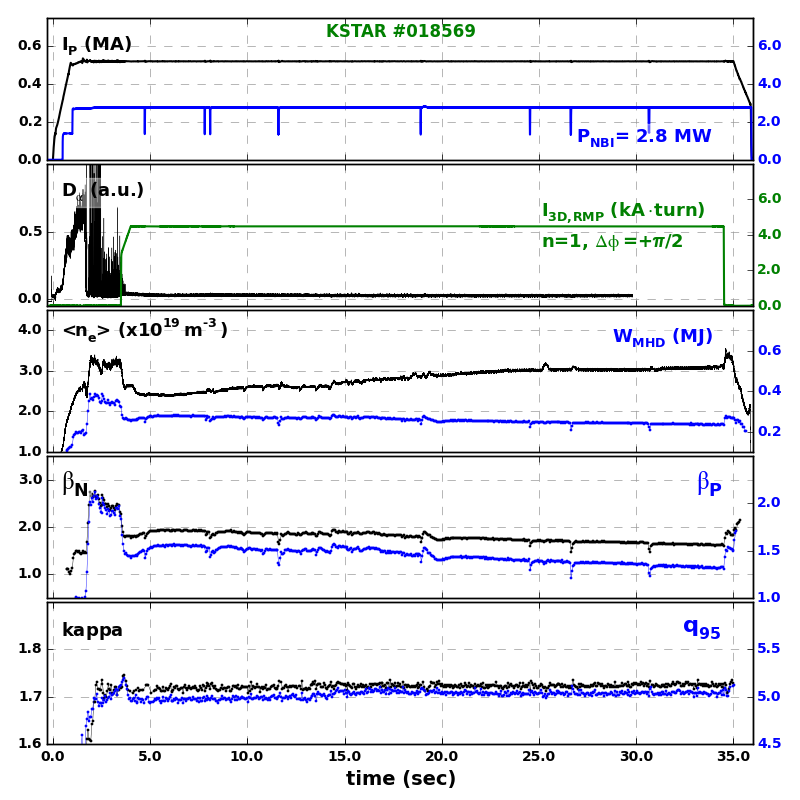 KSTAR #018569
I_P (MA)
0.6
0.4
0.2
0.0
6.0
4.0
2.0
0.0
P_NBI= 2.8 MW
D_α (a.u.)
0.5
0.0
6.0
4.0
2.0
0.0
I_3D,RMP (kA·turn)
n=1, Δϕ=+π/2
<n_e> (x10^19 m^-3)
4.0
3.0
2.0
1.0
W_MHD (MJ)
0.6
0.4
0.2
β_N
3.0
2.0
1.0
β_P
2.0
1.5
1.0
kappa
1.8
1.7
1.6
q_95
5.5
5.0
4.5
0.0 5.0 10.0 15.0 20.0 25.0 30.0 35.0
time (sec)